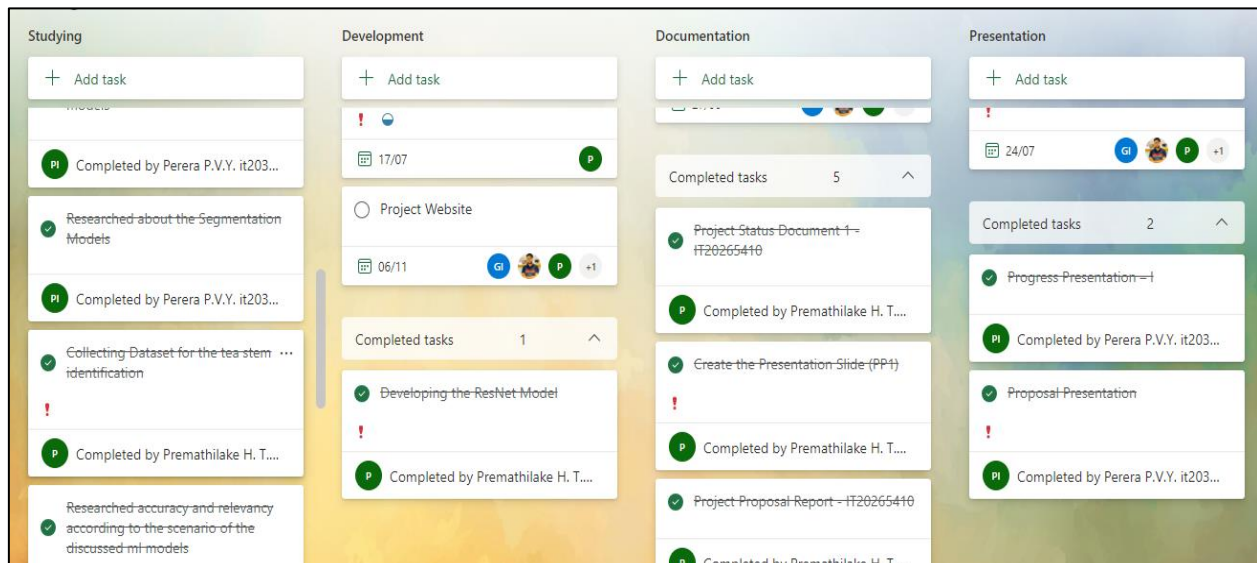 Studying
+ Add task
models
PI Completed by Perera P.V.Y. it203...
Researched about the Segmentation
Models
PI Completed by Perera P.V.Y. it203...
Collecting Dataset for the tea stem ...
identification
!
P Completed by Premathilake H. T....
Researched accuracy and relevancy
according to the scenario of the
discussed ml models
Development
+ Add task
!
17/07 P
Project Website
06/11 GI P +1
Completed tasks 1
Developing the ResNet Model
!
P Completed by Premathilake H. T....
Documentation
+ Add task
Completed tasks 5
Project Status Document 1 -
IT20265410
P Completed by Premathilake H. T....
Create the Presentation Slide (PP1)
!
P Completed by Premathilake H. T....
Project Proposal Report - IT20265410
P Completed by Premathilake H. T....
Presentation
+ Add task
!
24/07 GI P +1
Completed tasks 2
Progress Presentation – I
PI Completed by Perera P.V.Y. it203...
Proposal Presentation
!
PI Completed by Perera P.V.Y. it203...